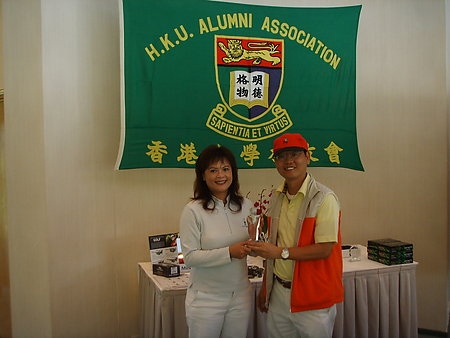 H.K.U. ALUMNI ASSOCIATION
明德
格物
SAPIENTIA ET VIRTUS
香港 學 會